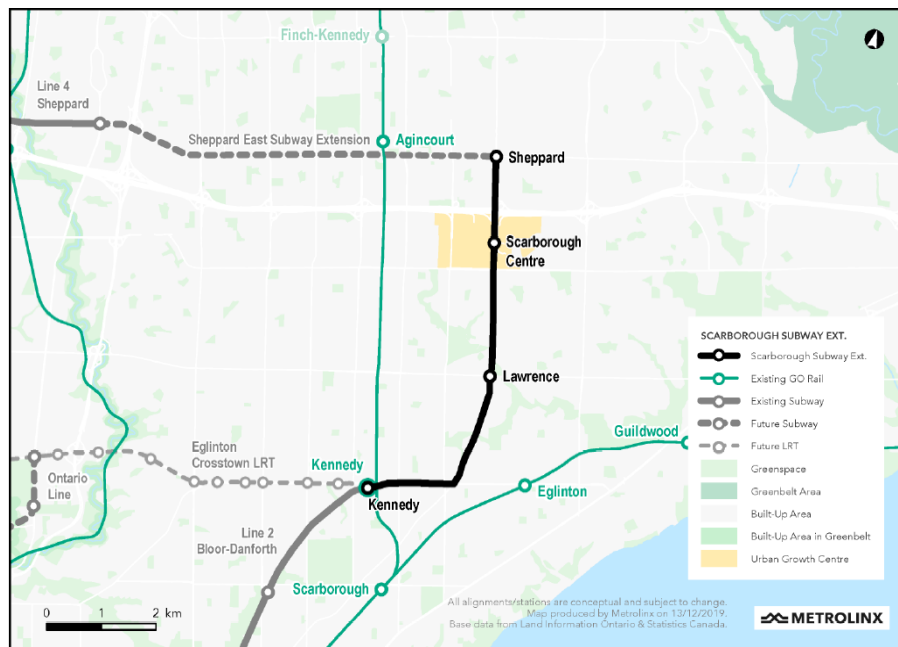 Finch-Kennedy
Line 4
Sheppard
Sheppard East Subway Extension
Agincourt
Sheppard
Scarborough
Centre
Lawrence
Guildwood
Eglinton
Crosstown LRT
Kennedy
Kennedy
Eglinton
Ontario
Line
Line 2
Bloor-Danforth
Scarborough
SCARBOROUGH SUBWAY EXT.
Scarborough Subway Ext.
Existing GO Rail
Existing Subway
Future Subway
Future LRT
Greenspace
Greenbelt Area
Built-Up Area
Built-Up Area in Greenbelt
Urban Growth Centre
0 1 2 km
All alignments/stations are conceptual and subject to change.
Map produced by Metrolinx on 13/12/2019.
Base data from Land Information Ontario & Statistics Canada.
METROLINX